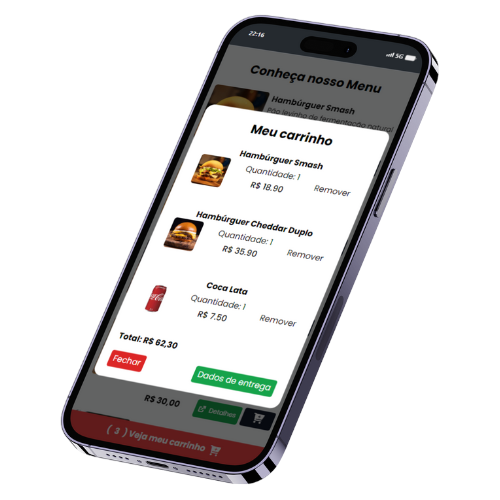 22:16
5G
Conheça nosso Menu
Hambúrguer Smash
Pão levinho de fermentação natural
Meu carrinho
Hambúrguer Smash
Quantidade: 1
R$ 18.90
Remover
Hambúrguer Cheddar Duplo
Quantidade: 1
R$ 35.90
Remover
Coca Lata
Quantidade: 1
R$ 7.50
Remover
Total: R$ 62,30
Fechar
Dados de entrega
R$ 30,00
Detalhes
( 3 ) Veja meu carrinho